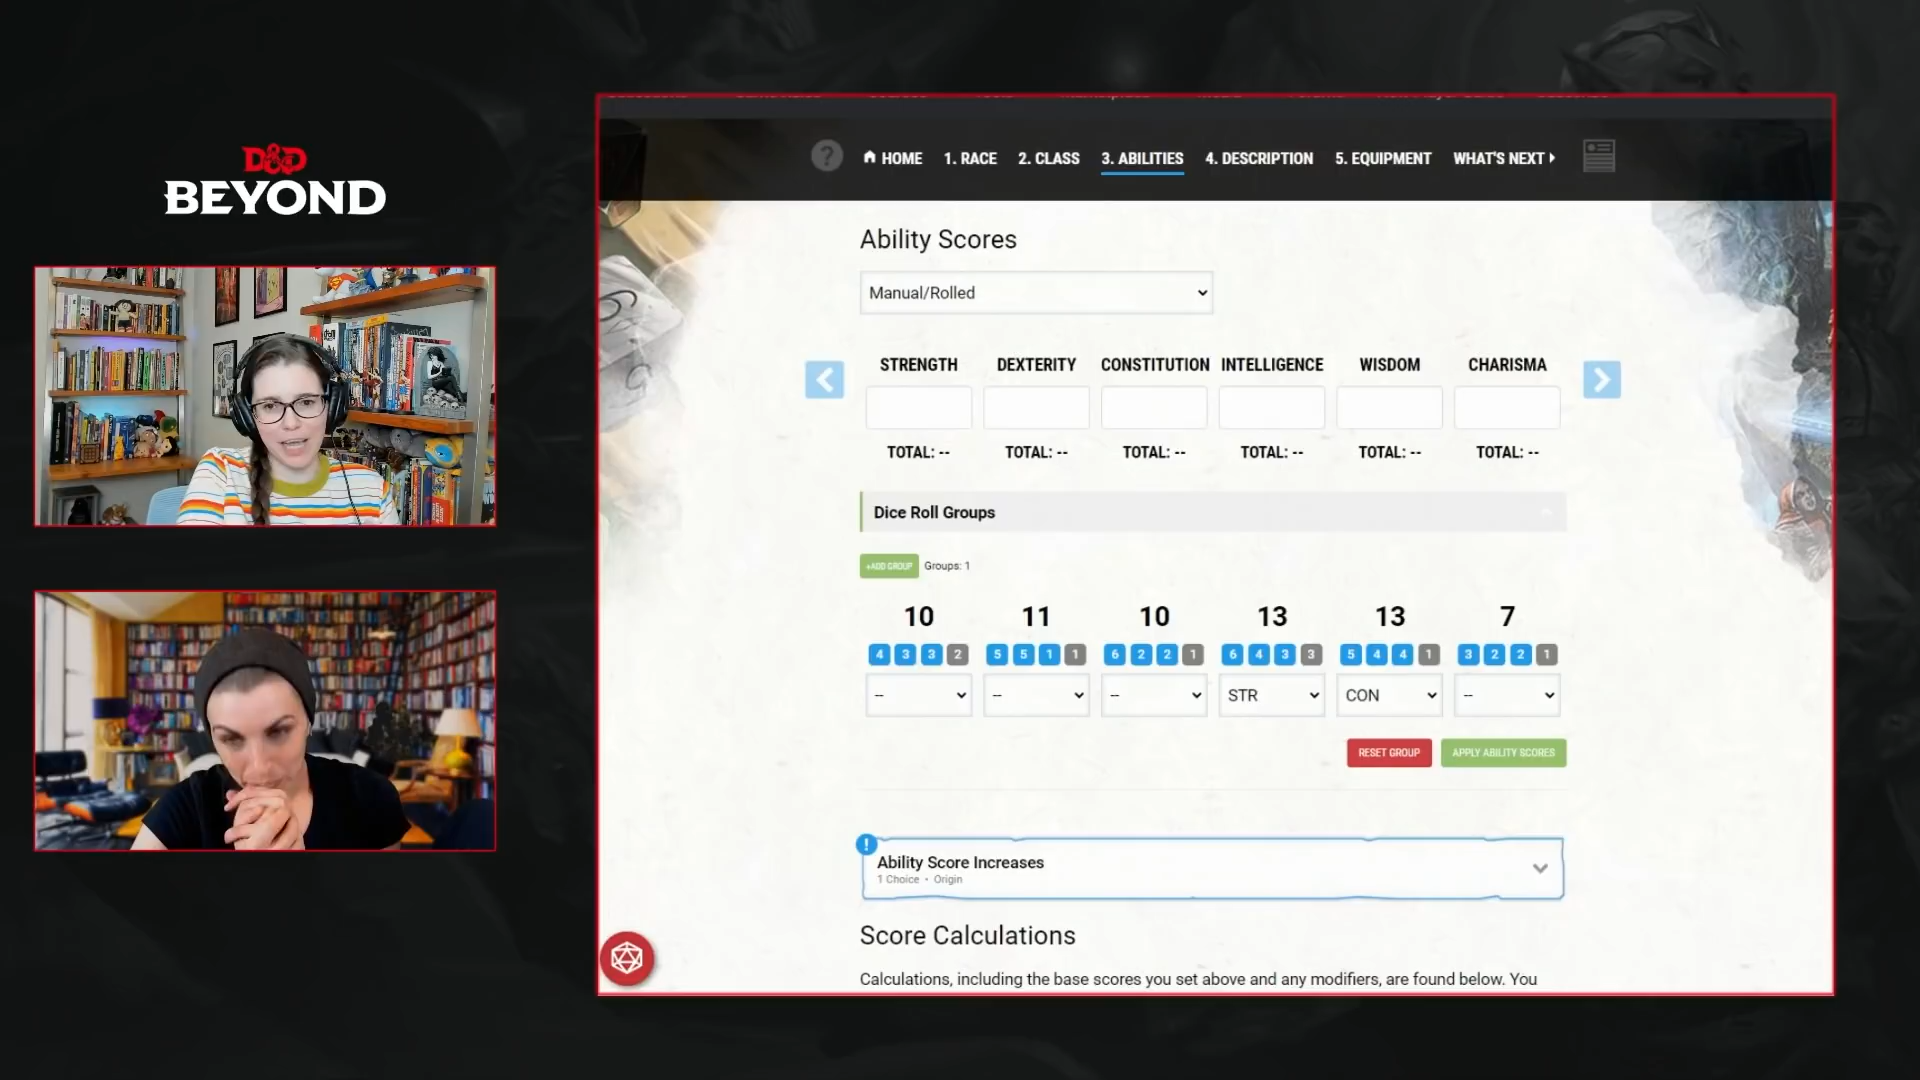 D&D
BEYOND
HOME 1. RACE 2. CLASS 3. ABILITIES 4. DESCRIPTION 5. EQUIPMENT WHAT'S NEXT
Ability Scores
Manual/Rolled
STRENGTH DEXTERITY CONSTITUTION INTELLIGENCE WISDOM CHARISMA
TOTAL: -- TOTAL: -- TOTAL: -- TOTAL: -- TOTAL: -- TOTAL: --
Dice Roll Groups
+ADD GROUP Groups: 1
10 11 10 13 13 7
4 3 3 2 5 5 1 1 6 2 2 1 6 4 3 3 5 4 4 1 3 2 2 1
-- -- -- STR CON --
RESET GROUP APPLY ABILITY SCORES
! Ability Score Increases
1 Choice • Origin
Score Calculations
Calculations, including the base scores you set above and any modifiers, are found below. You